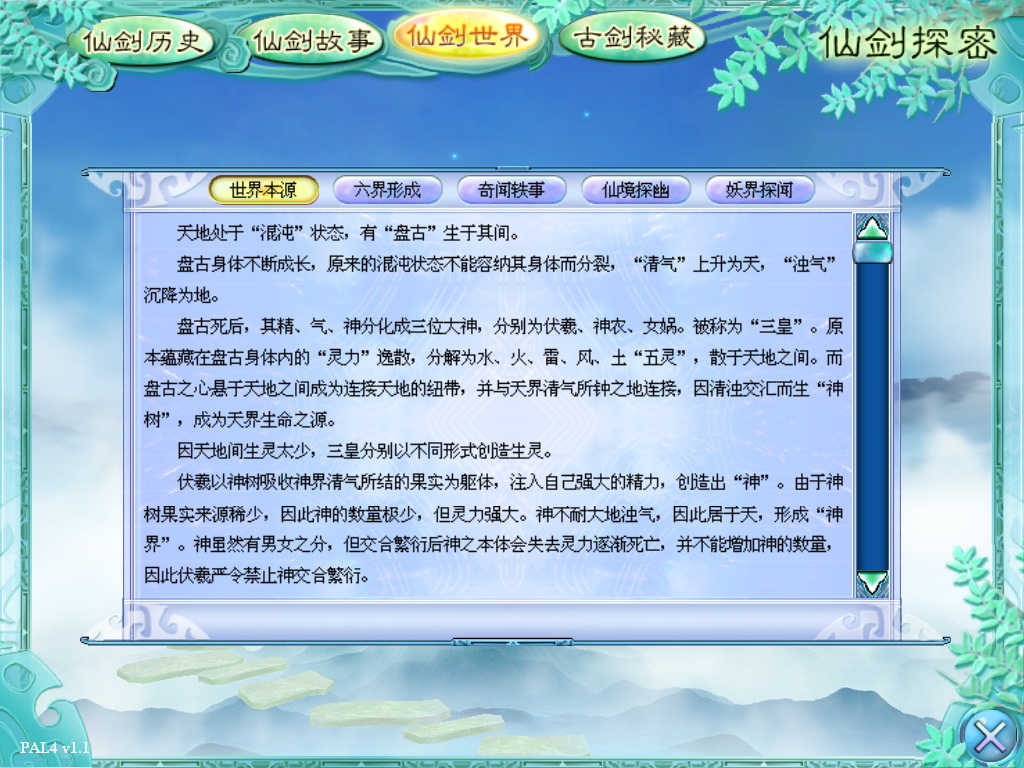 仙剑历史
仙剑故事
仙剑世界
古剑秘藏
仙剑探密
世界本源
六界形成
奇闻轶事
仙境探幽
妖界探闻
天地处于“混沌”状态，有“盘古”生于其间。
盘古身体不断成长，原来的混沌状态不能容纳其身体而分裂，“清气”上升为天，“浊气”
沉降为地。
盘古死后，其精、气、神分化成三位大神，分别为伏羲、神农、女娲。被称为“三皇”。原
本蕴藏在盘古身体内的“灵力”逸散，分解为水、火、雷、风、土“五灵”，散于天地之间。而
盘古之心悬于天地之间成为连接天地的纽带，并与天界清气所钟之地连接，因清浊交汇而生“神
树”，成为天界生命之源。
因天地间生灵太少，三皇分别以不同形式创造生灵。
伏羲以神树吸收神界清气所结的果实为躯体，注入自己强大的精力，创造出“神”。由于神
树果实来源稀少，因此神的数量极少，但灵力强大。神不耐大地浊气，因此居于天，形成“神
界”。神虽然有男女之分，但交合繁衍后神之本体会失去灵力逐渐死亡，并不能增加神的数量，
因此伏羲严令禁止神交合繁衍。
PAL4 v1.1